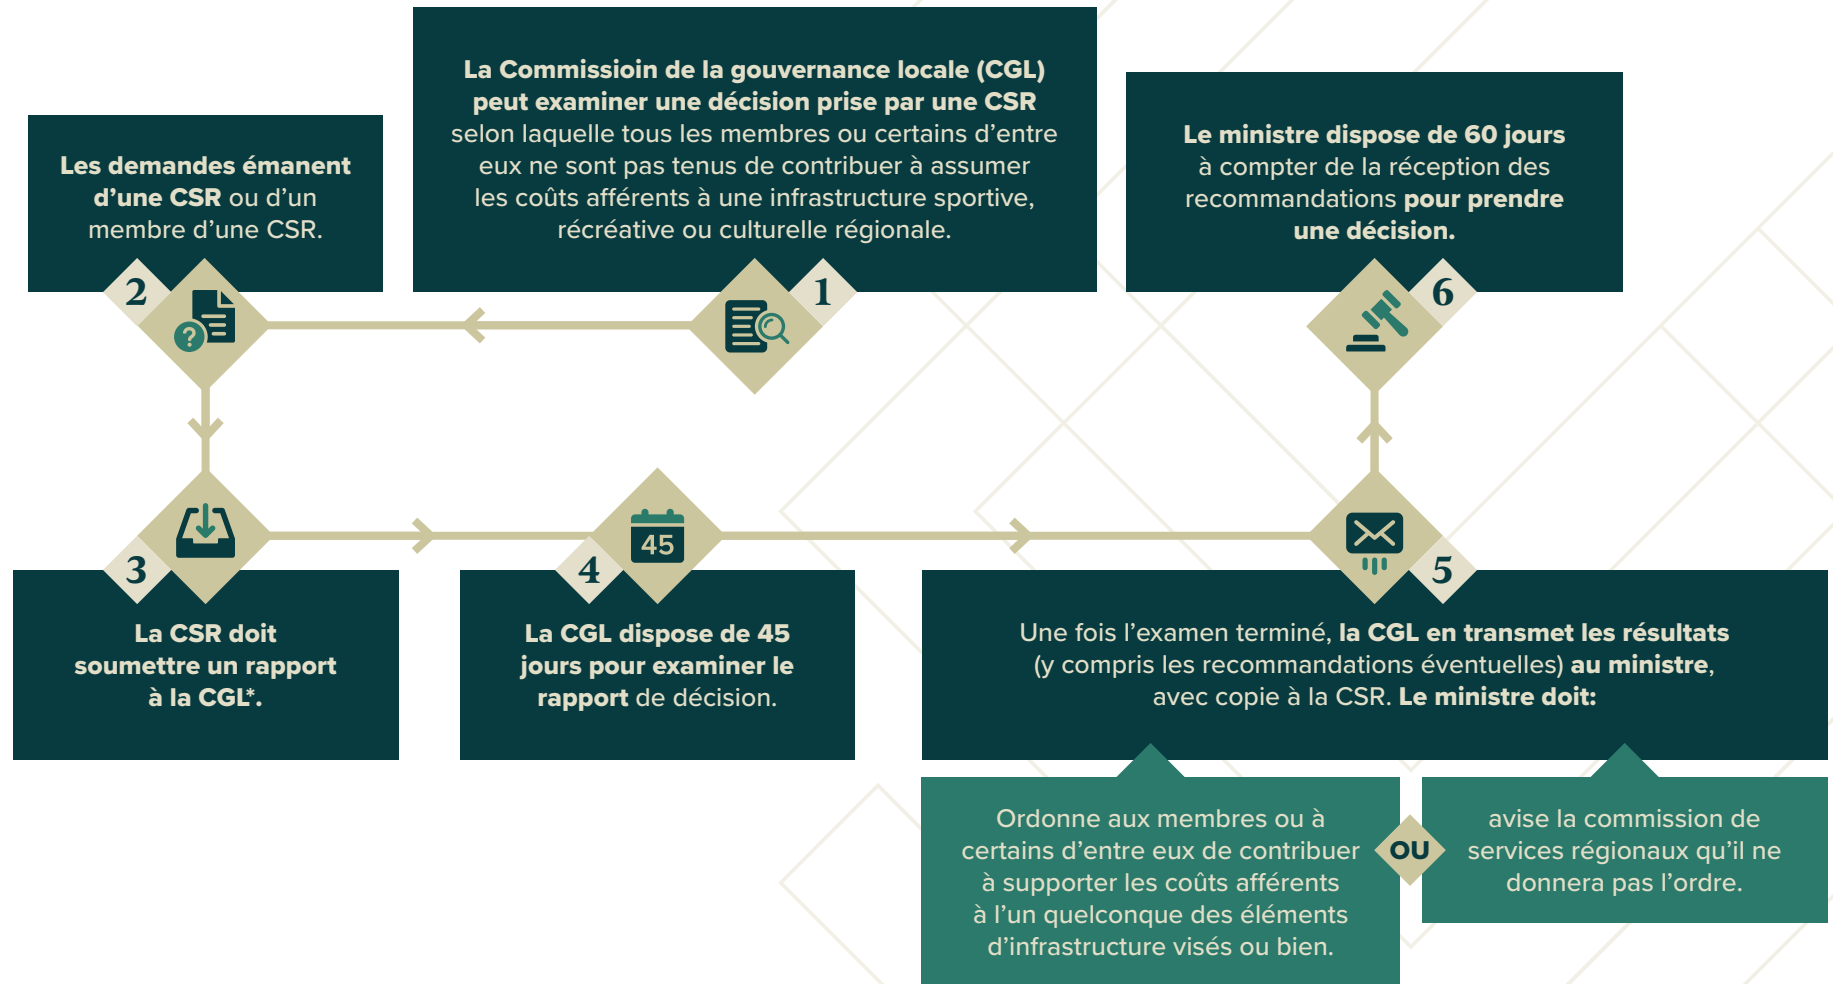 La Commissioin de la gouvernance locale (CGL)
peut examiner une décision prise par une CSR
selon laquelle tous les membres ou certains d’entre
eux ne sont pas tenus de contribuer à assumer
les coûts afférents à une infrastructure sportive,
récréative ou culturelle régionale.
1
Les demandes émanent
d’une CSR ou d’un
membre d’une CSR.
2
?
3
La CSR doit
soumettre un rapport
à la CGL*.
45
4
La CGL dispose de 45
jours pour examiner le
rapport de décision.
5
Une fois l’examen terminé, la CGL en transmet les résultats
(y compris les recommandations éventuelles) au ministre,
avec copie à la CSR. Le ministre doit:
Ordonne aux membres ou à
certains d’entre eux de contribuer
à supporter les coûts afférents
à l’un quelconque des éléments
d’infrastructure visés ou bien.
OU
avise la commission de
services régionaux qu’il ne
donnera pas l’ordre.
Le ministre dispose de 60 jours
à compter de la réception des
recommandations pour prendre
une décision.
6